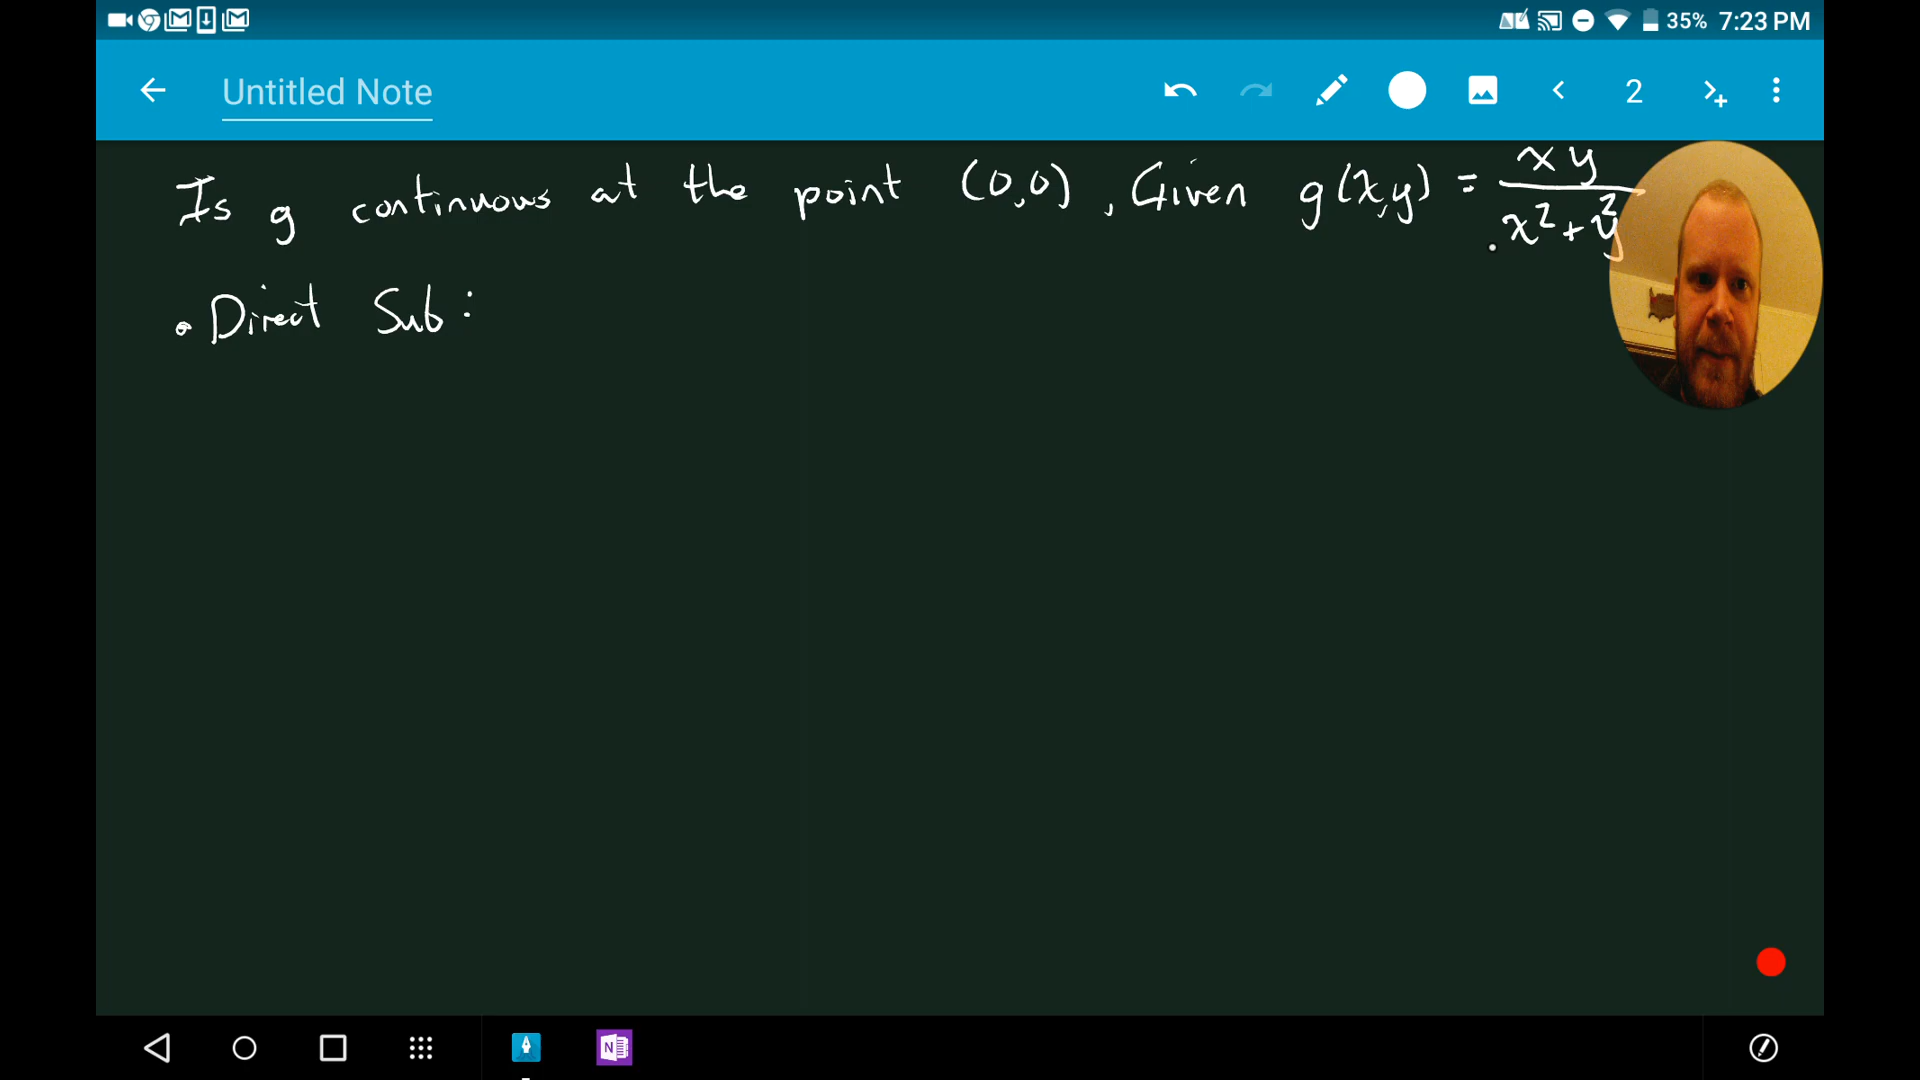 35% 7:23 PM
Untitled Note 2
Is g continuous at the point (0,0), Given g(x,y) = xy / x²+y²
• Direct Sub:
N